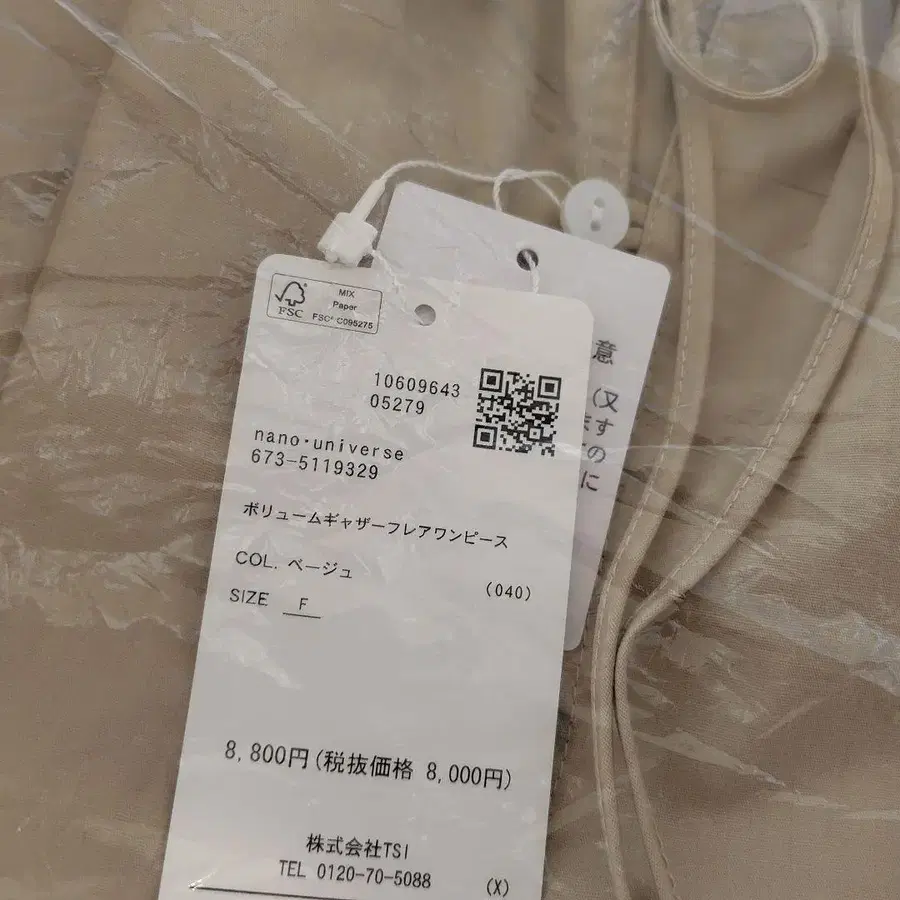 MIX
Paper
FSC
FSC® C095275
10609643
05279
nano・universe
673-5119329
ボリュームギャザーフレアワンピース
COL. ベージュ
(040)
SIZE F
8,800円(税抜価格 8,000円)
株式会社TSI
TEL 0120-70-5088
(X)
意
(又
ます
の
に